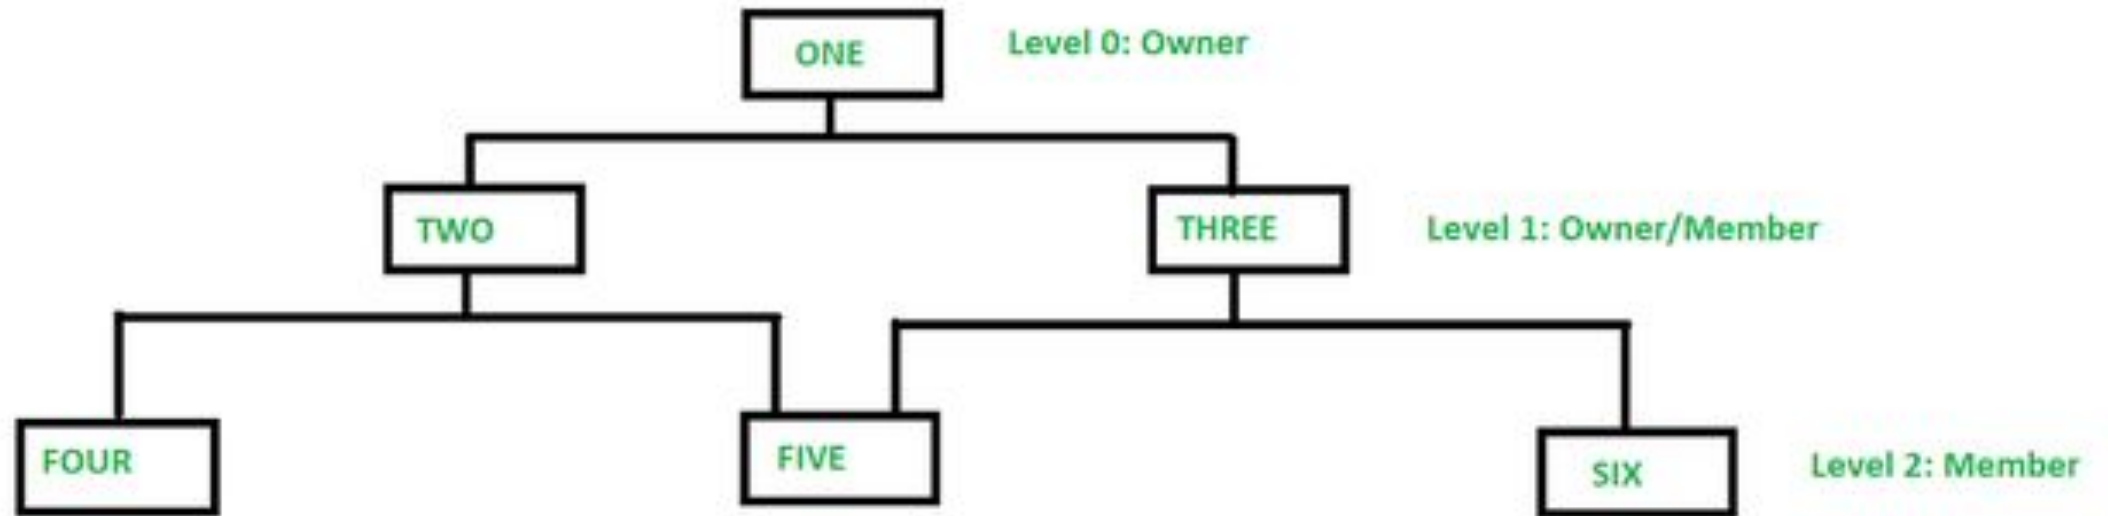 ONE
Level 0: Owner
TWO
THREE
Level 1: Owner/Member
FOUR
FIVE
SIX
Level 2: Member